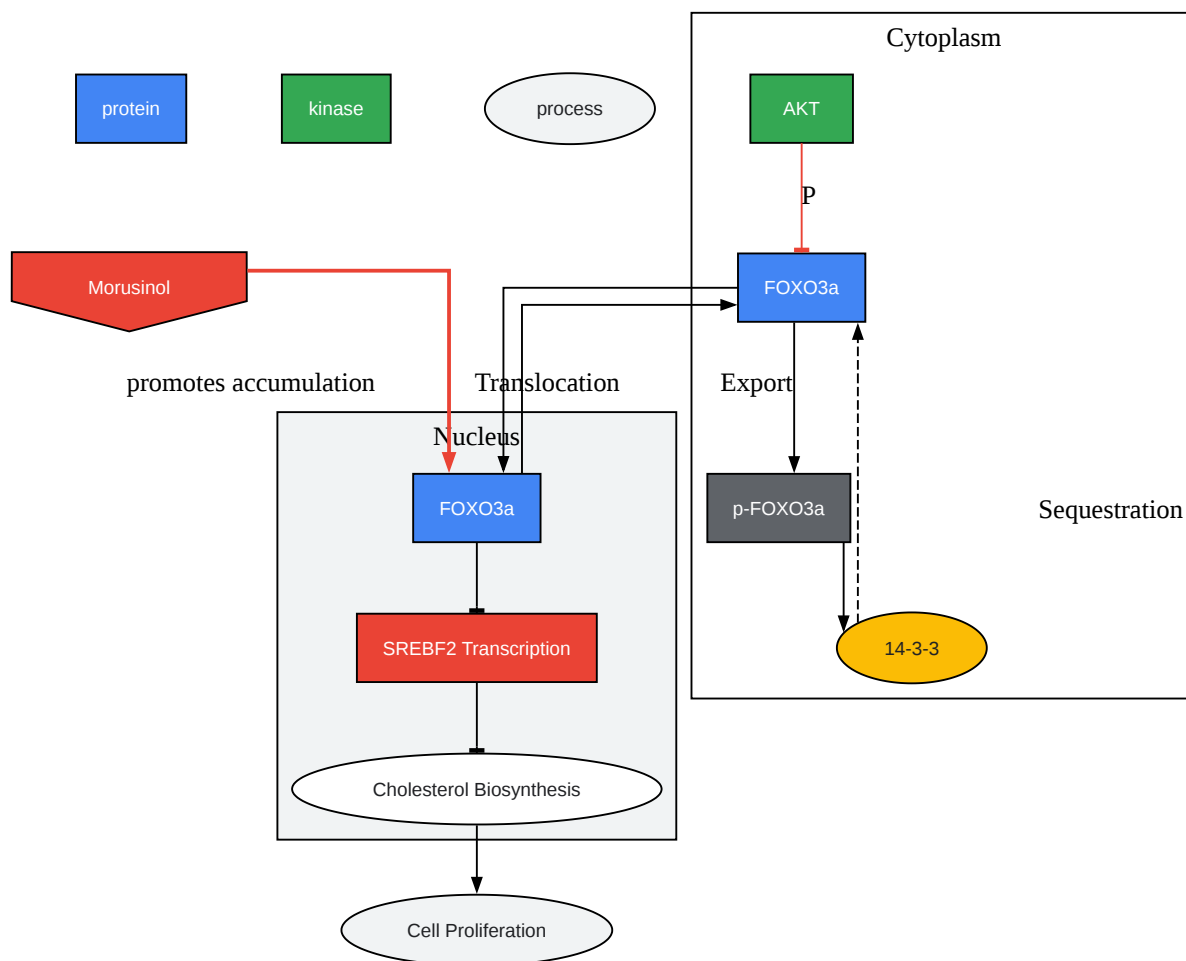 Cytoplasm
protein
kinase
process
AKT
P
Morusinol
FOXO3a
promotes accumulation
Translocation
Export
Nucleus
FOXO3a
p-FOXO3a
Sequestration
SREBF2 Transcription
14-3-3
Cholesterol Biosynthesis
Cell Proliferation